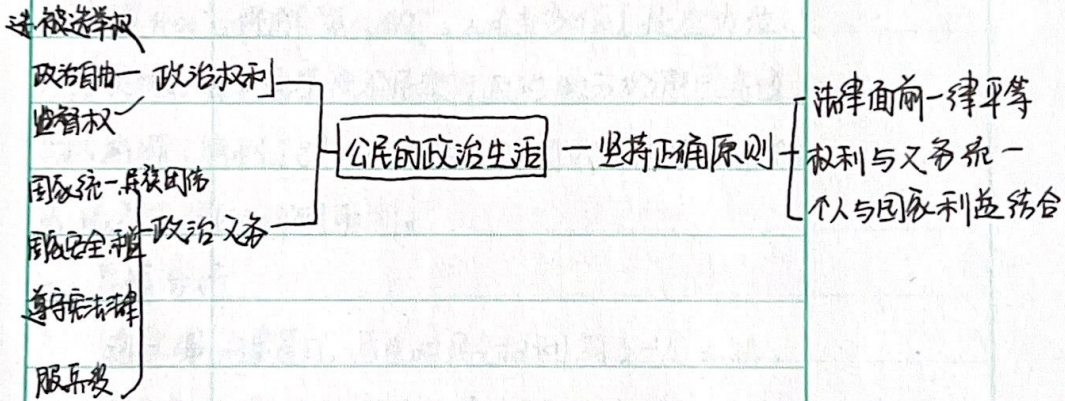 选被选举权
政治自由
监督权
政治权利
国家统一民族团结
国家安全利益
遵守宪法法律
服兵役
政治义务
公民的政治生活
坚持正确原则
法律面前一律平等
权利与义务统一
个人与国家利益结合